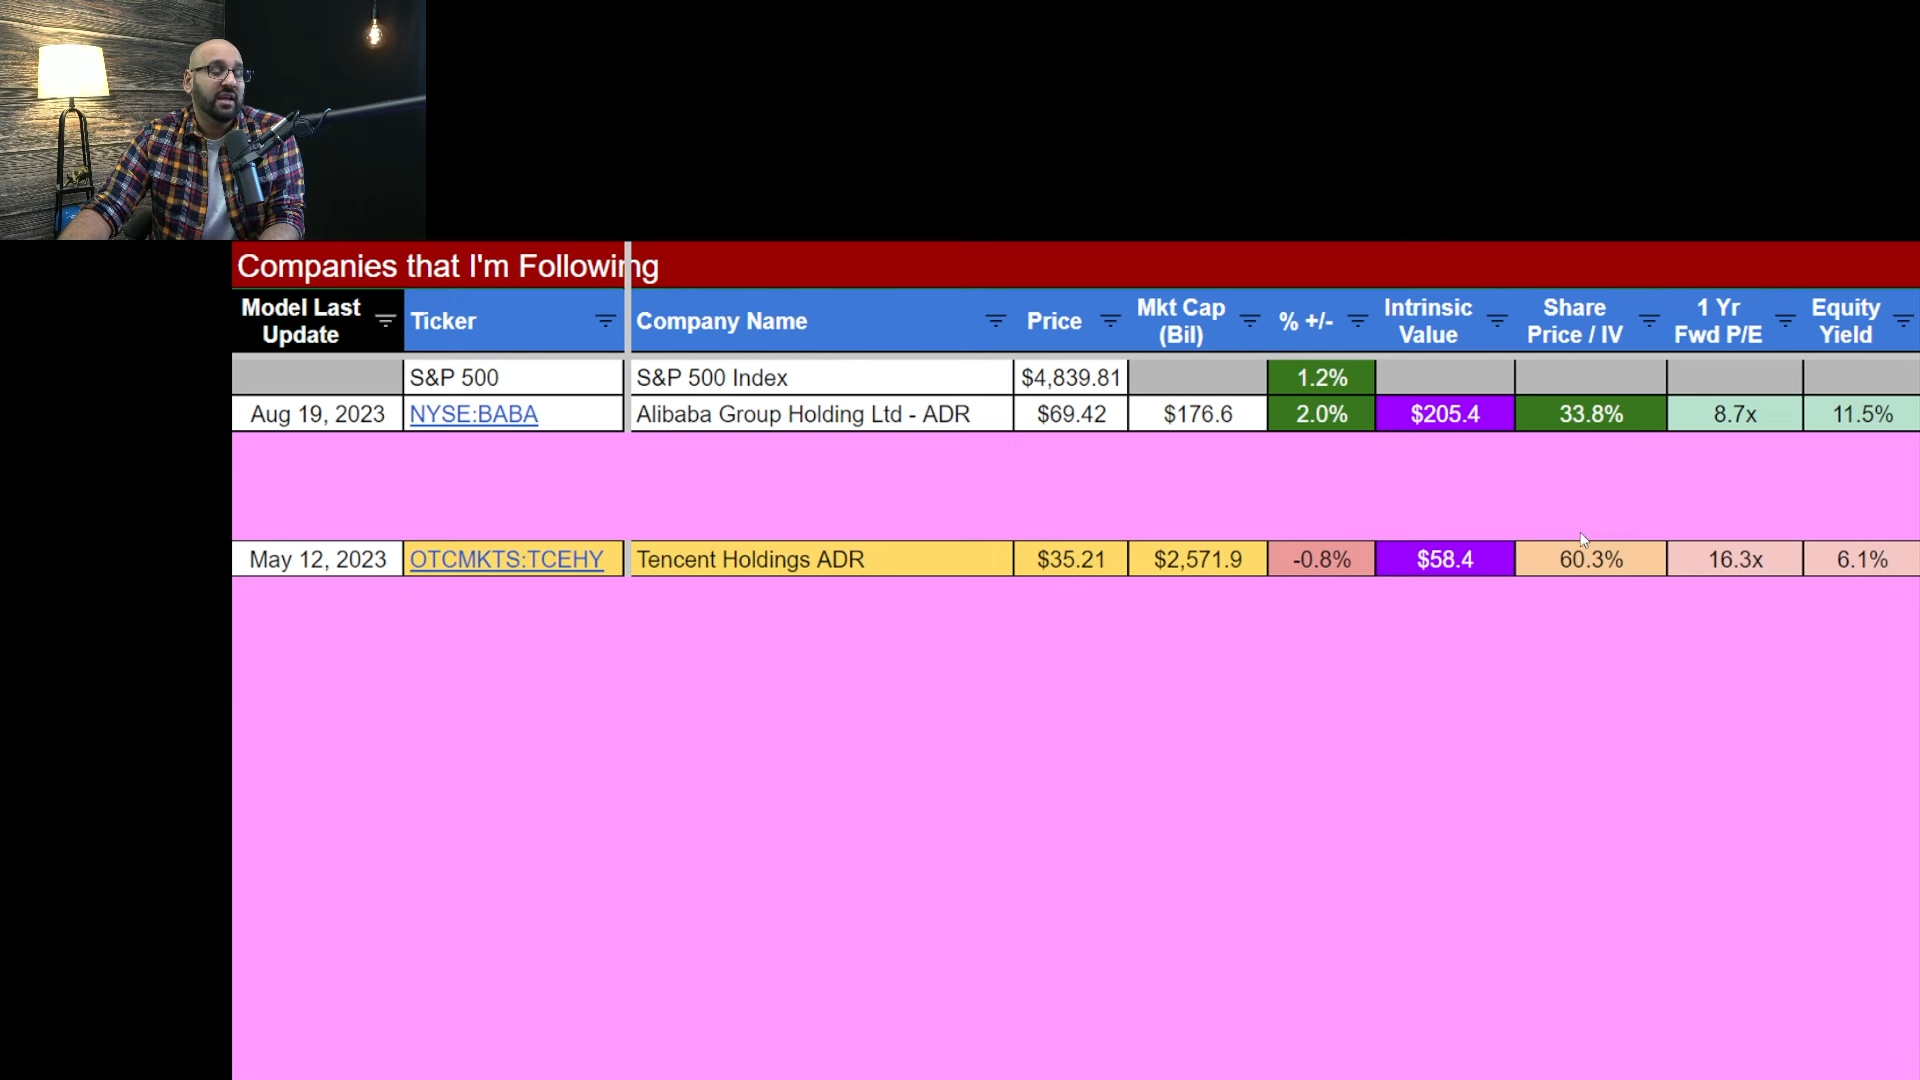 Companies that I'm Following
Model Last Update Ticker Company Name Price Mkt Cap (Bil) % +/- Intrinsic Value Share Price / IV 1 Yr Fwd P/E Equity Yield
S&P 500 S&P 500 Index $4,839.81 1.2%
Aug 19, 2023 NYSE:BABA Alibaba Group Holding Ltd - ADR $69.42 $176.6 2.0% $205.4 33.8% 8.7x 11.5%
May 12, 2023 OTCMKTS:TCEHY Tencent Holdings ADR $35.21 $2,571.9 -0.8% $58.4 60.3% 16.3x 6.1%